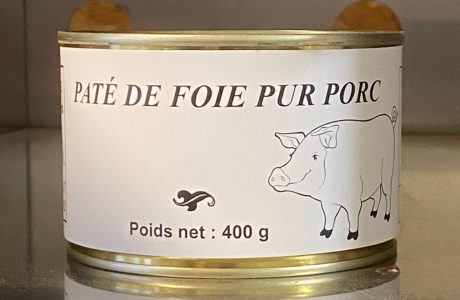 PATÉ DE FOIE PUR PORC
Poids net : 400 g